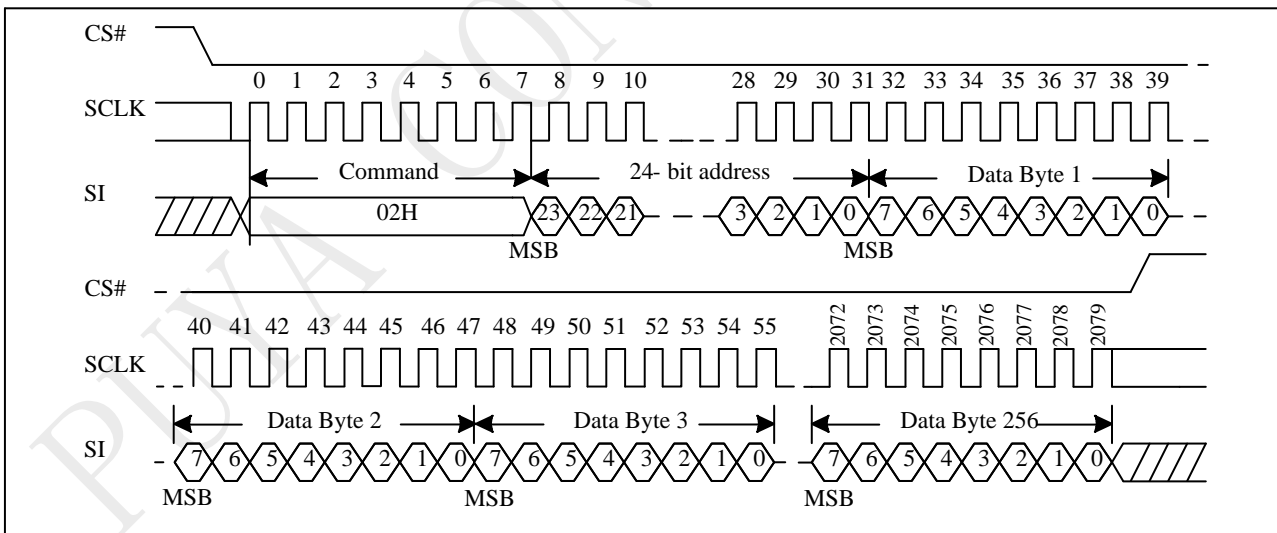 CS#
0 1 2 3 4 5 6 7 8 9 10 28 29 30 31 32 33 34 35 36 37 38 39
SCLK
Command 24- bit address Data Byte 1
SI
02H 23 22 21 3 2 1 0 7 6 5 4 3 2 1 0
MSB MSB
CS#
40 41 42 43 44 45 46 47 48 49 50 51 52 53 54 55 2072 2073 2074 2075 2076 2077 2078 2079
SCLK
Data Byte 2 Data Byte 3 Data Byte 256
SI
7 6 5 4 3 2 1 0 7 6 5 4 3 2 1 0 7 6 5 4 3 2 1 0
MSB MSB MSB
PUYA CON